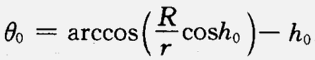 θ₀ = arccos(R/r cosh₀) − h₀